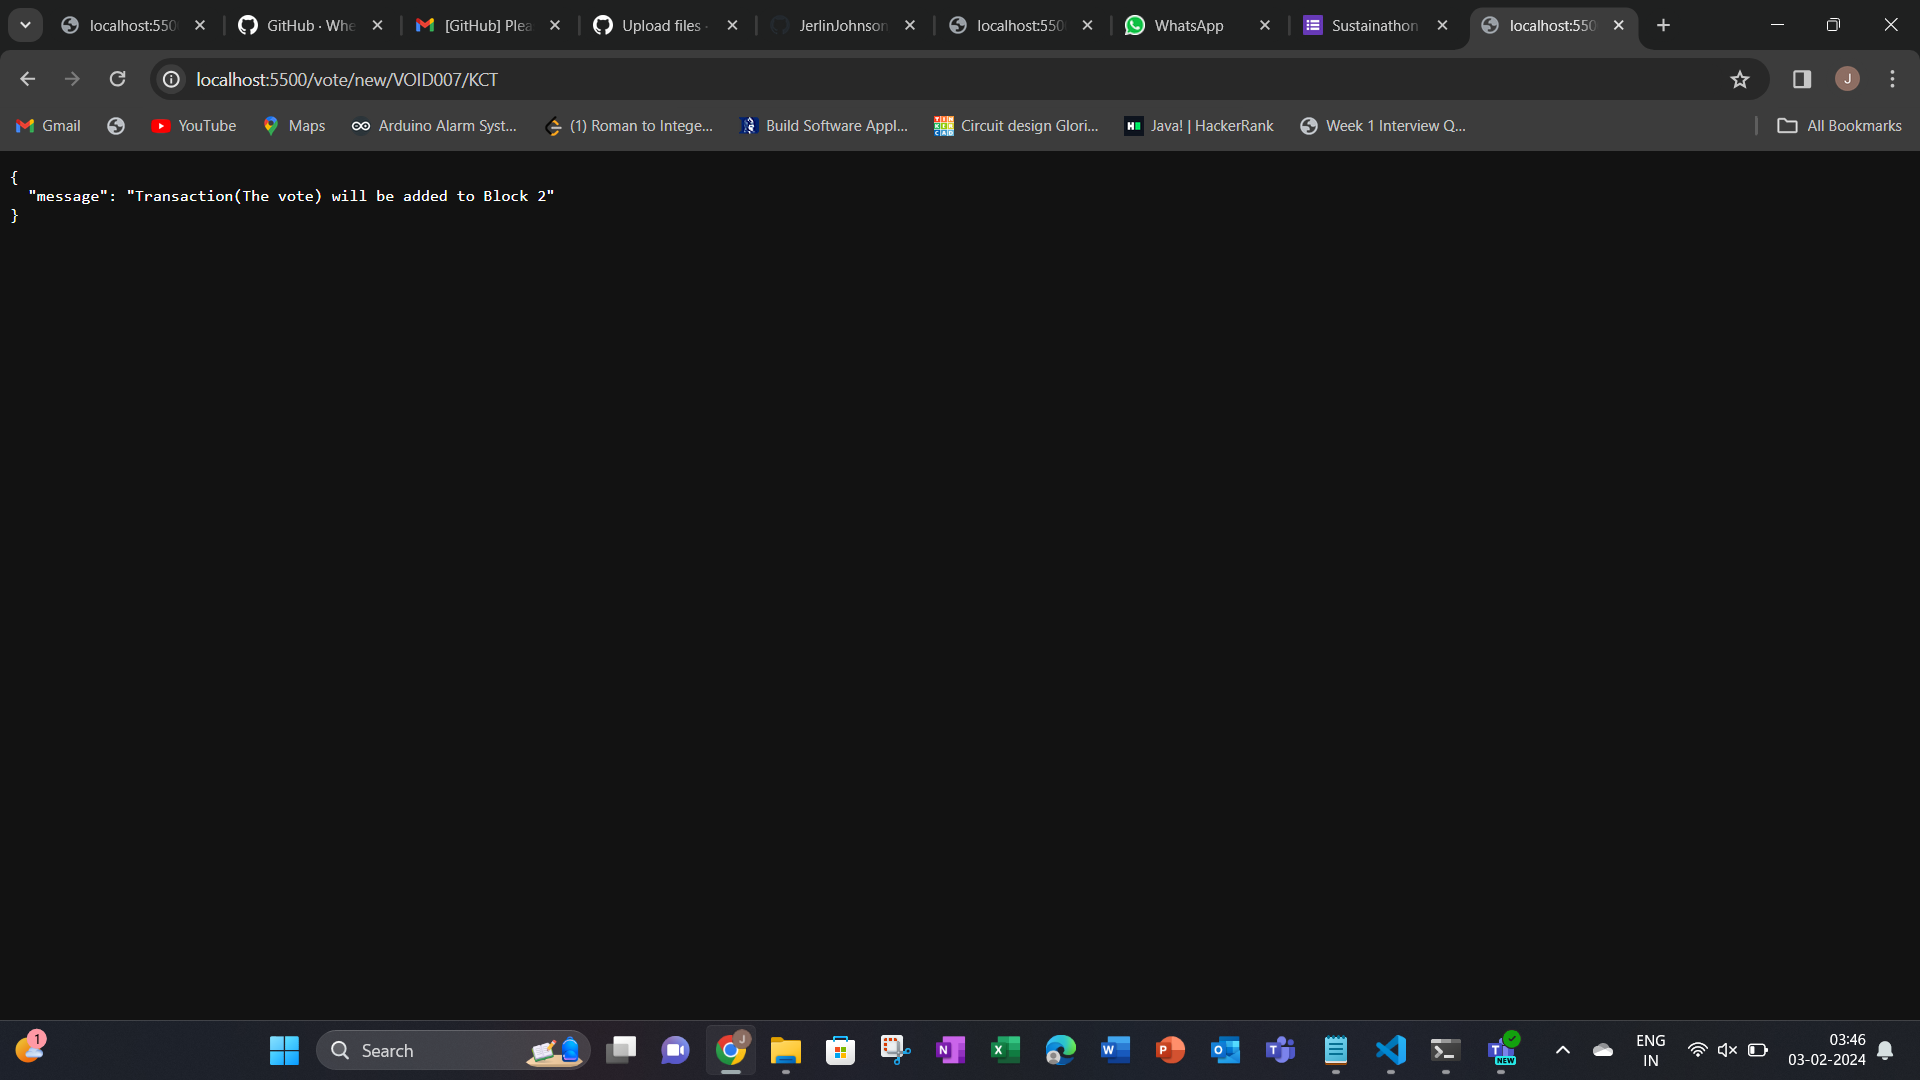 localhost:550
GitHub · Whe
[GitHub] Plea
Upload files ·
JerlinJohnson
localhost:550
WhatsApp
Sustainathon
localhost:550
localhost:5500/vote/new/VOID007/KCT
J
Gmail
YouTube
Maps
Arduino Alarm Syst...
(1) Roman to Intege...
Build Software Appl...
Circuit design Glori...
Java! | HackerRank
Week 1 Interview Q...
All Bookmarks
{
"message": "Transaction(The vote) will be added to Block 2"
}
1
Search
J
ENG
IN
03:46
03-02-2024
NEW